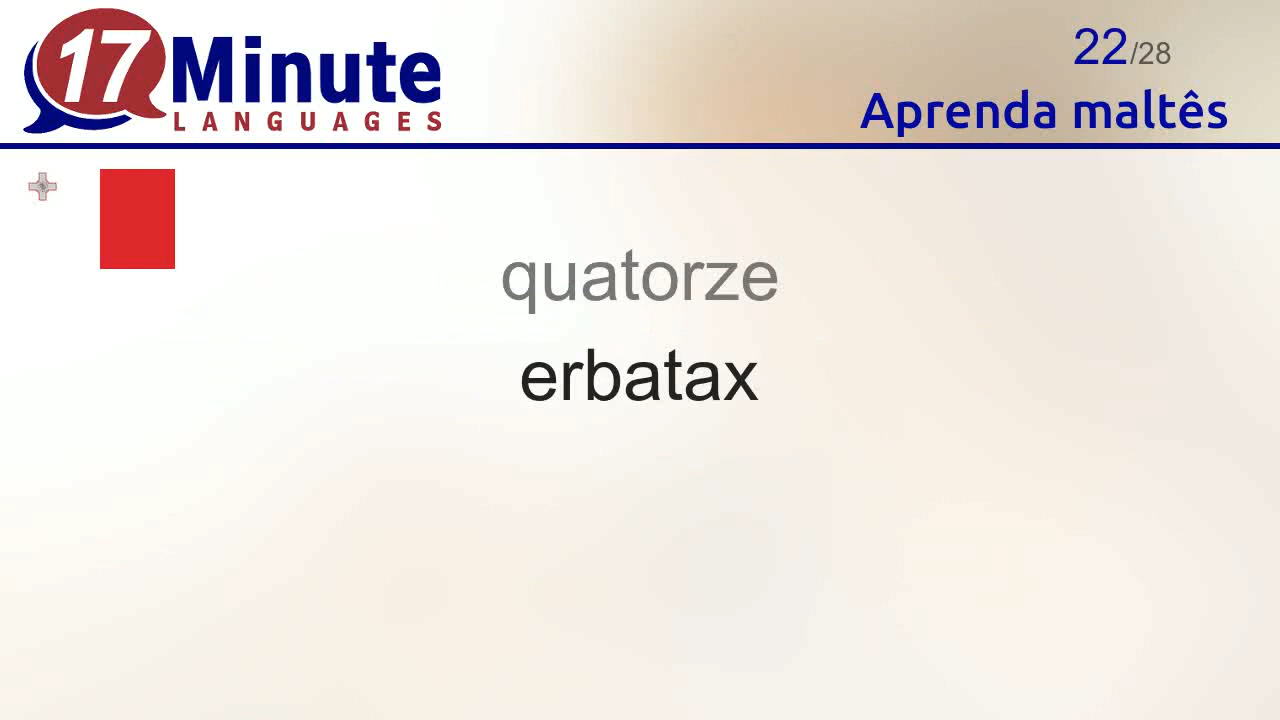 17 Minute
LANGUAGES
22/28
Aprenda maltês
quatorze
erbatax